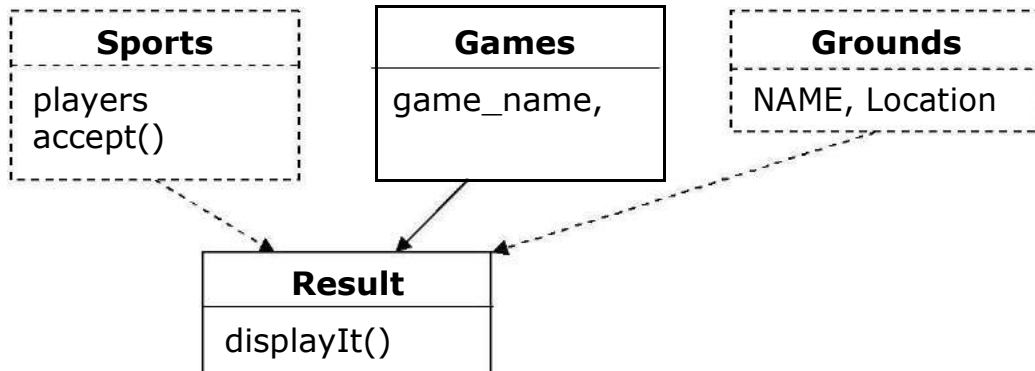 Sports
players
accept()
Games
game_name,
Grounds
NAME, Location
Result
displayIt()